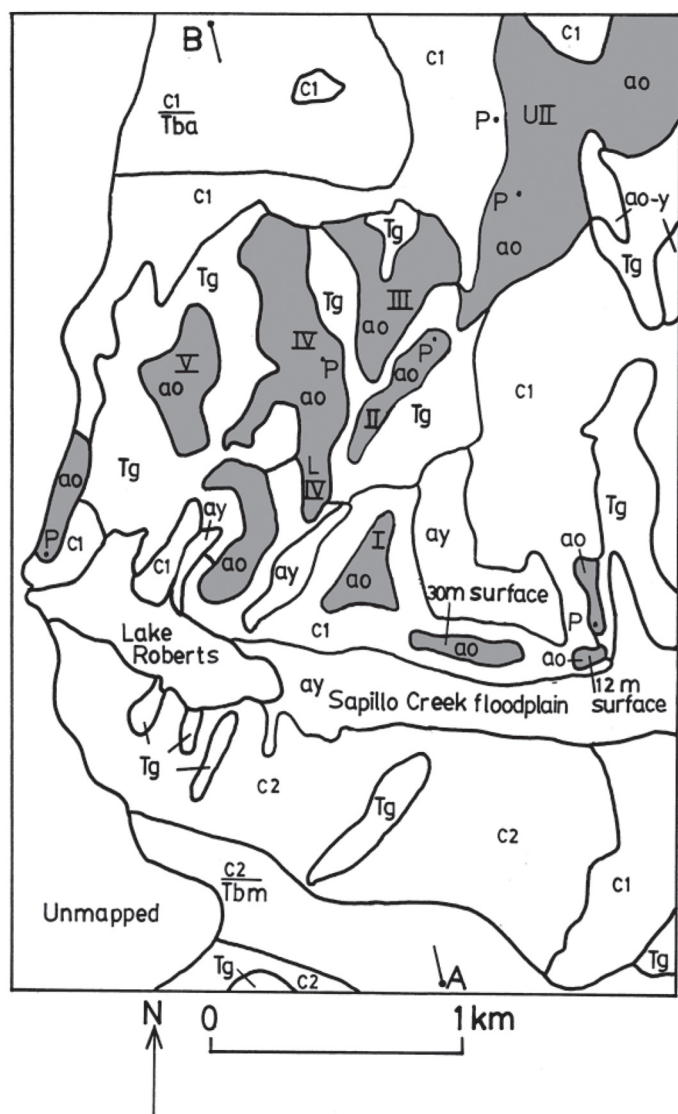 B
C1
C1
C1
Tba
C1
ao
UII
P
P
ao
ao-y
Tg
C1
Tg
Tg
Tg
III
ao
IV
P
ao
V
ao
P
ao
II
Tg
C1
Tg
L
IV
Tg
ao
P
C1
ay
C1
ao
ay
I
ao
ay
ao
P
30m surface
ao
ao
12 m
surface
C1
Lake
Roberts
ay
Sapillo Creek floodplain
Tg
C2
Tg
C2
C1
C2
Tbm
Unmapped
Tg
C2
A
Tg
N
0
1km